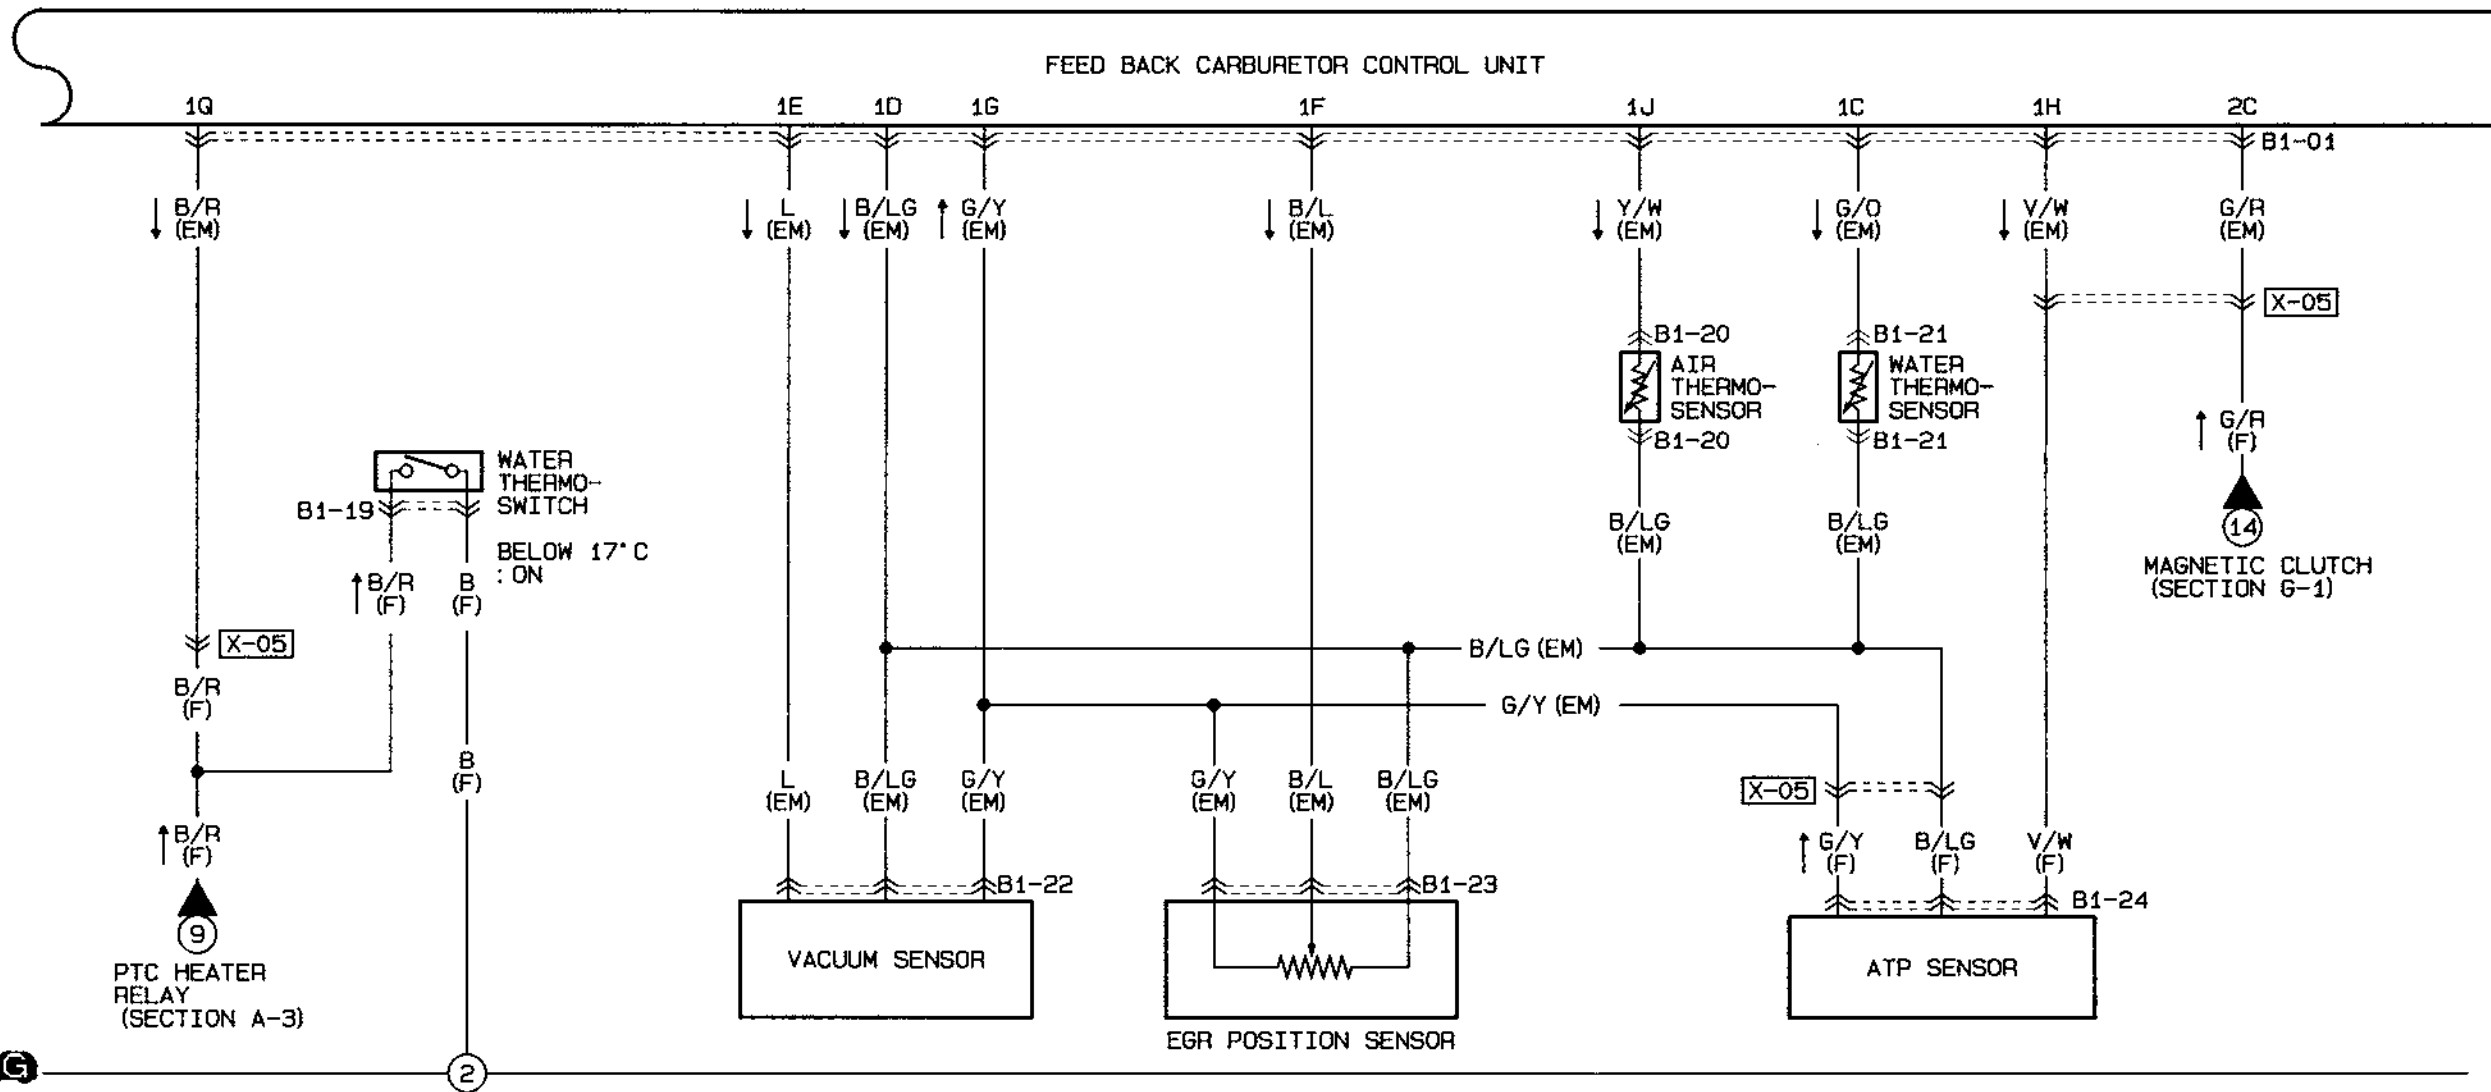 FEED BACK CARBURETOR CONTROL UNIT
1Q 1E 1D 1G 1F 1J 1C 1H 2C
B1-01
B/R L B/LG G/Y B/L Y/W G/O V/W G/R
(EM) (EM) (EM) (EM) (EM) (EM) (EM) (EM) (EM)
X-05
B1-20 B1-21
AIR
THERMO-
SENSOR
WATER
THERMO-
SENSOR
B1-20 B1-21
G/R
(F)
14
MAGNETIC CLUTCH
(SECTION G-1)
WATER
THERMO-
SWITCH
B1-19
BELOW 17°C
: ON
B/R B
(F) (F)
B/LG B/LG
(EM) (EM)
X-05
B/LG (EM)
B/R
(F)
G/Y (EM)
B
(F)
L B/LG G/Y G/Y B/L B/LG
(EM) (EM) (EM) (EM) (EM) (EM)
X-05
B/R
(F)
G/Y B/LG V/W
(F) (F) (F)
B1-22 B1-23 B1-24
9
PTC HEATER
RELAY
(SECTION A-3)
VACUUM SENSOR
EGR POSITION SENSOR
ATP SENSOR
G
2